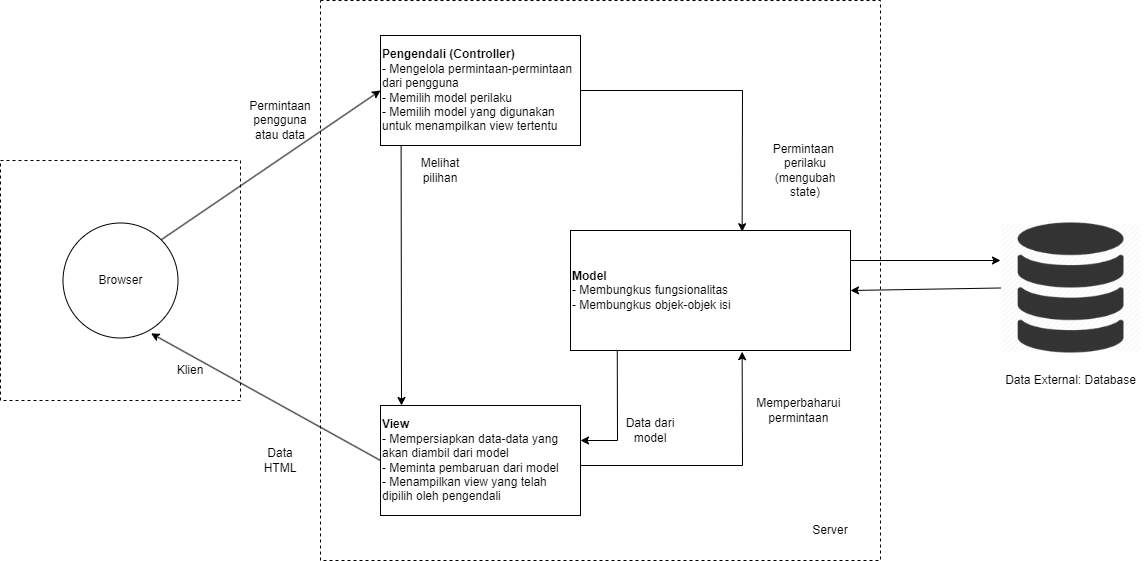 Pengendali (Controller)
- Mengelola permintaan-permintaan
dari pengguna
- Memilih model perilaku
- Memilih model yang digunakan
untuk menampilkan view tertentu
Permintaan
pengguna
atau data
Melihat
pilihan
Permintaan
perilaku
(mengubah
state)
Browser
Klien
Model
- Membungkus fungsionalitas
- Membungkus objek-objek isi
Data External: Database
Memperbaharui
permintaan
Data dari
model
View
- Mempersiapkan data-data yang
akan diambil dari model
- Meminta pembaruan dari model
- Menampilkan view yang telah
dipilih oleh pengendali
Data
HTML
Server